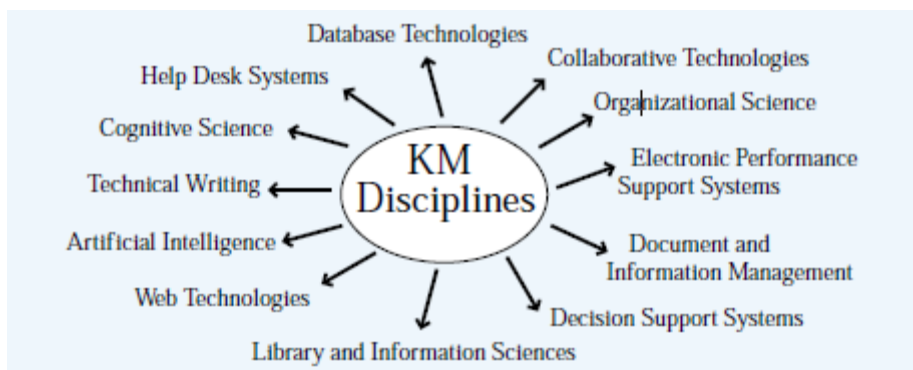 Database Technologies
Collaborative Technologies
Help Desk Systems
Organizational Science
Cognitive Science
KM
Disciplines
Electronic Performance
Support Systems
Technical Writing
Artificial Intelligence
Document and
Information Management
Web Technologies
Decision Support Systems
Library and Information Sciences